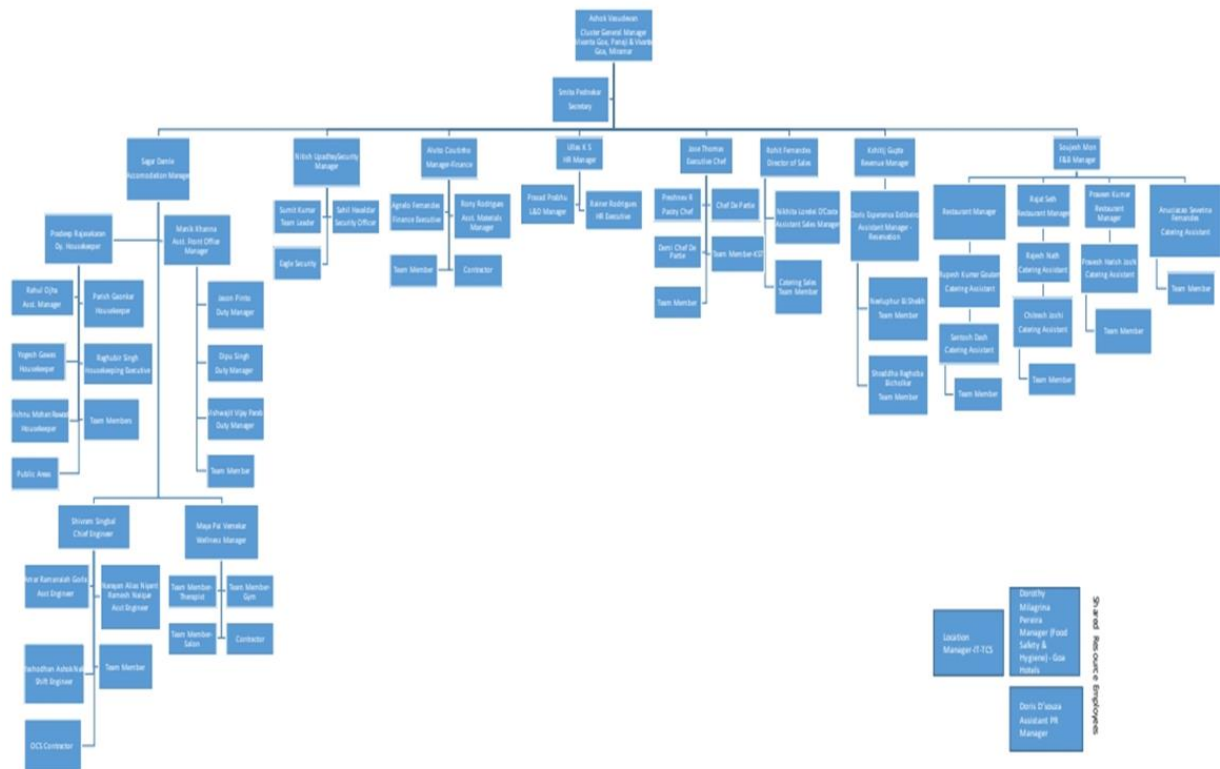 Ashok Vasudevan
Cluster General Manager
Vivanta Goa, Panaji & Vivanta
Goa, Miramar
Smita Pednekar
Secretary
Sagar Damle
Accomodation Manager
Nitish Upadhay Security
Manager
Alvito Coutinho
Manager-Finance
Ullas K S
HR Manager
Jose Thomas
Executive Chef
Rohit Fernandes
Director of Sales
Kshitij Gupta
Revenue Manager
F&B Manager
Pradeep Rajasekaran
Dy. Housekeeper
Manik Khanna
Asst. Front Office
Manager
Rahul Ojha
Asst. Manager
Housekeeper
Yogesh Gawas
Housekeeper
Raghubir Singh
Housekeeping Executive
Housekeeper
Team Members
Public Areas
Jason Pinto
Duty Manager
Dipu Singh
Duty Manager
Duty Manager
Team Member
Sumit Kumar
Team Leader
Sahil Havaldar
Security Officer
Eagle Security
Agnelo Fernandes
Finance Executive
Rony Rodrigues
Asst. Materials
Manager
Team Member
Contractor
Prasad Prabhu
L&D Manager
Rainer Rodrigues
HR Executive
Pastry Chef
Chef De Partie
Demi Chef De
Partie
Team Member-KST
Team Member
Assistant Sales Manager
Catering Sales
Team Member
Assistant Manager -
Reservation
Team Member
Team Member
Restaurant Manager
Catering Assistant
Santosh Dash
Catering Assistant
Team Member
Rajat Seth
Restaurant Manager
Rajesh Nath
Catering Assistant
Catering Assistant
Team Member
Praveen Kumar
Restaurant
Manager
Catering Assistant
Team Member
Fernandes
Catering Assistant
Team Member
Shivram Singbal
Chief Engineer
Asst Engineer
Asst Engineer
Shift Engineer
Team Member
OCS Contractor
Wellness Manager
Team Member-
Therapist
Team Member-
Gym
Team Member-
Salon
Contractor
Shared Resource Employees
Location
Manager-IT-TCS
Dorothy
Milagrina
Pereira
Manager (Food
Safety &
Hygiene) - Goa
Hotels
Doris D'souza
Assistant PR
Manager